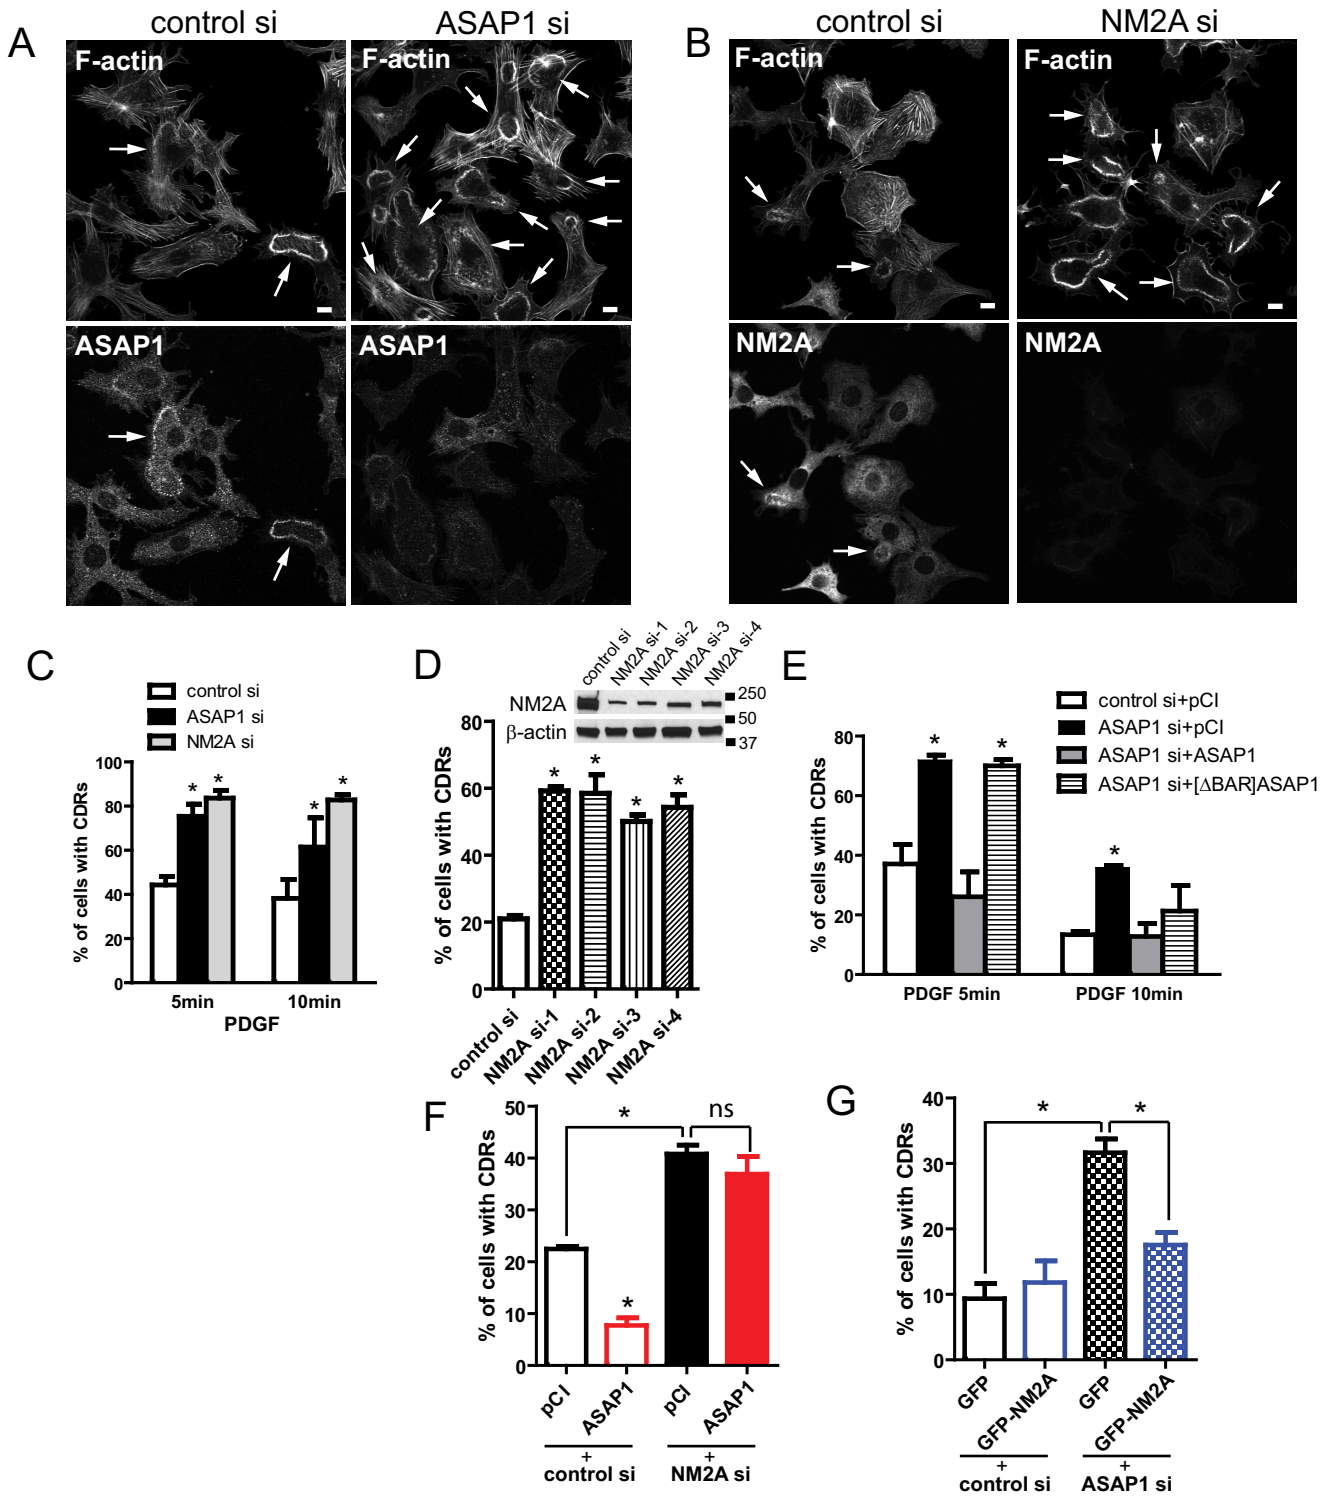 A
control si
ASAP1 si
F-actin
F-actin
ASAP1
ASAP1
B
control si
NM2A si
F-actin
F-actin
NM2A
NM2A
C
control si
ASAP1 si
NM2A si
% of cells with CDRs
100
80
60
40
20
0
5min
10min
PDGF
D
control si
NM2A si-1
NM2A si-2
NM2A si-3
NM2A si-4
NM2A
β-actin
250
50
37
% of cells with CDRs
80
60
40
20
0
*
*
*
*
control si
NM2A si-1
NM2A si-2
NM2A si-3
NM2A si-4
E
control si+pCI
ASAP1 si+pCI
ASAP1 si+ASAP1
ASAP1 si+[ΔBAR]ASAP1
% of cells with CDRs
80
60
40
20
0
* *
*
PDGF 5min
PDGF 10min
F
% of cells with CDRs
50
40
30
20
10
0
*
ns
*
pCI
ASAP1
pCI
ASAP1
+
control si
+
NM2A si
G
% of cells with CDRs
40
30
20
10
0
*
*
GFP
GFP-NM2A
GFP
GFP-NM2A
+
control si
+
ASAP1 si